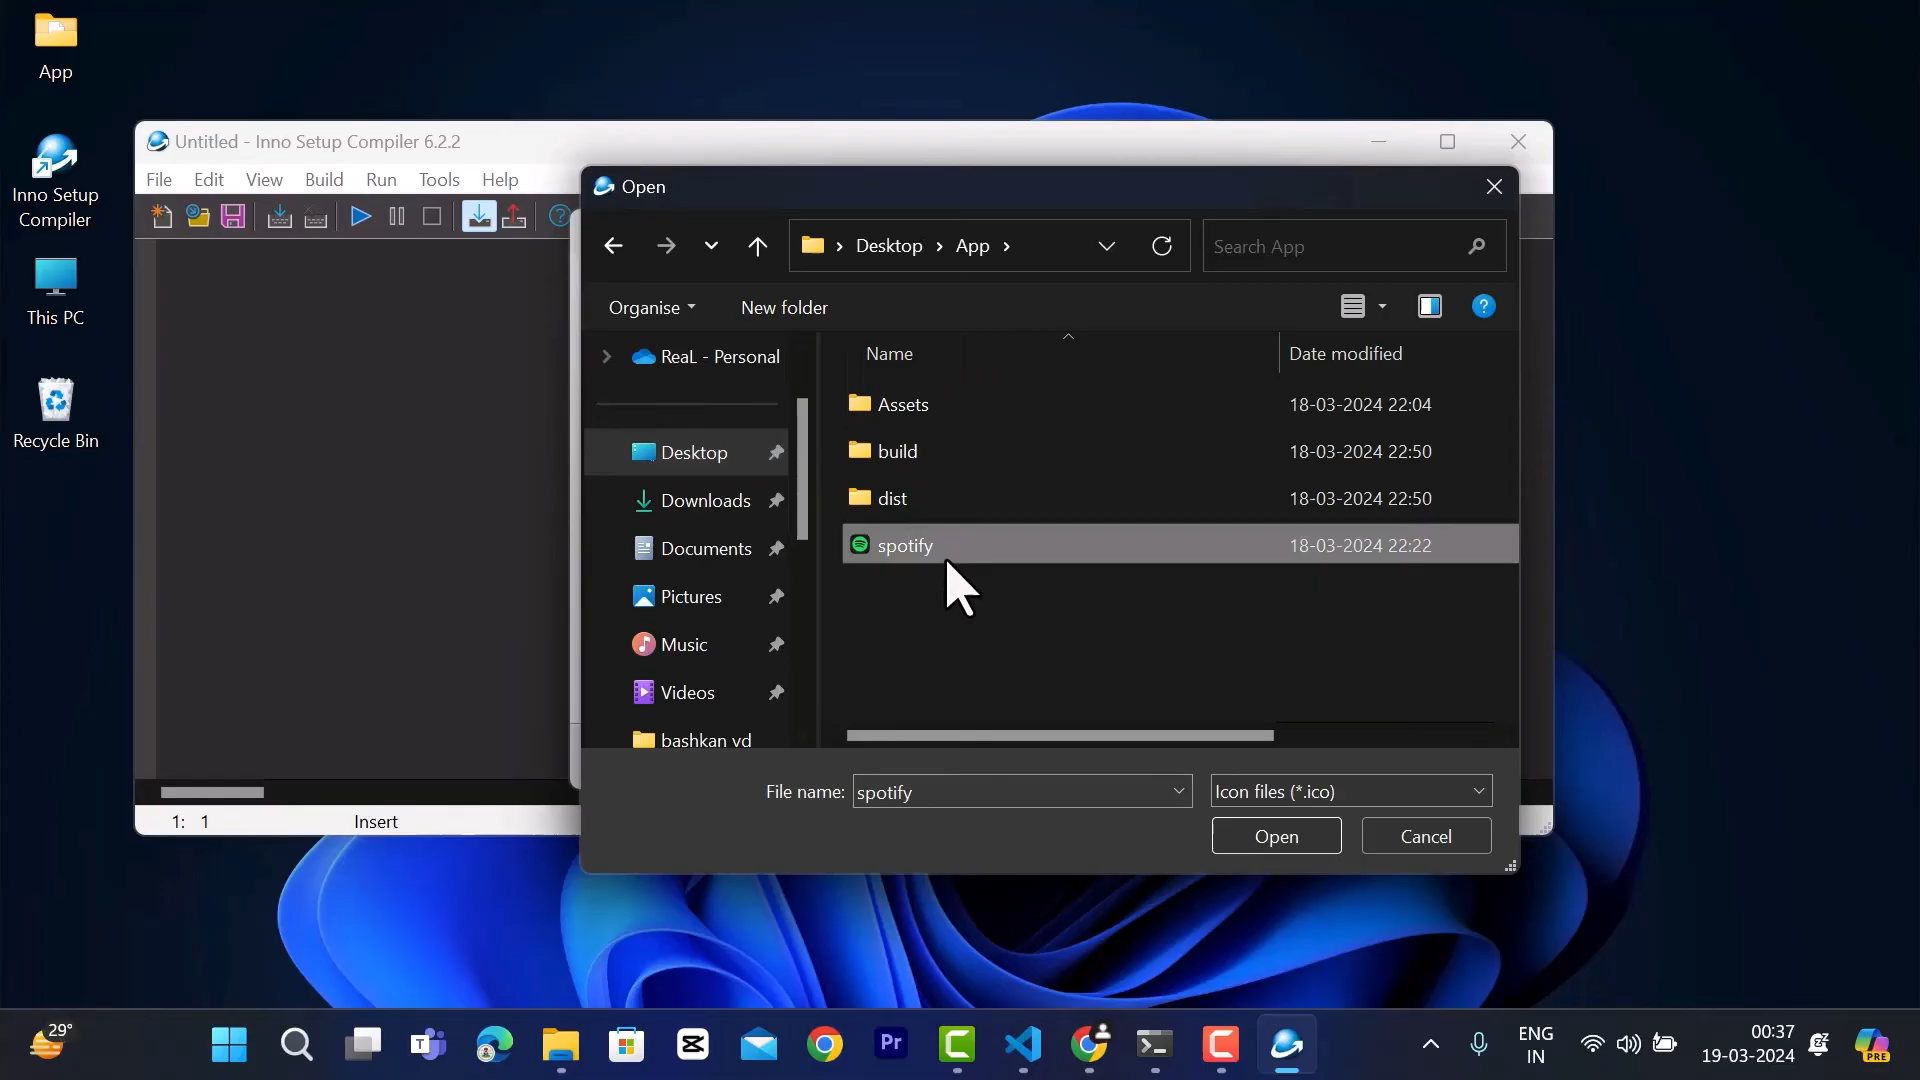 App
Inno Setup
Compiler
This PC
Recycle Bin
Untitled - Inno Setup Compiler 6.2.2
File Edit View Build Run Tools Help
1: 1 Insert
Open
Desktop App
Search App
Organise New folder
ReaL - Personal
Desktop
Downloads
Documents
Pictures
Music
Videos
bashkan vd
Name Date modified
Assets 18-03-2024 22:04
build 18-03-2024 22:50
dist 18-03-2024 22:50
spotify 18-03-2024 22:22
File name: spotify Icon files (*.ico)
Open Cancel
29°
Pr
ENG
IN
00:37
19-03-2024
PRE